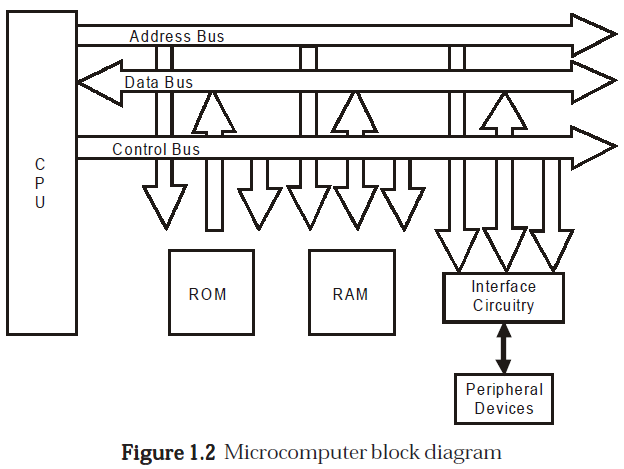 Address Bus
Data Bus
Control Bus
C
P
U
ROM
RAM
Interface
Circuitry
Peripheral
Devices
Figure 1.2 Microcomputer block diagram